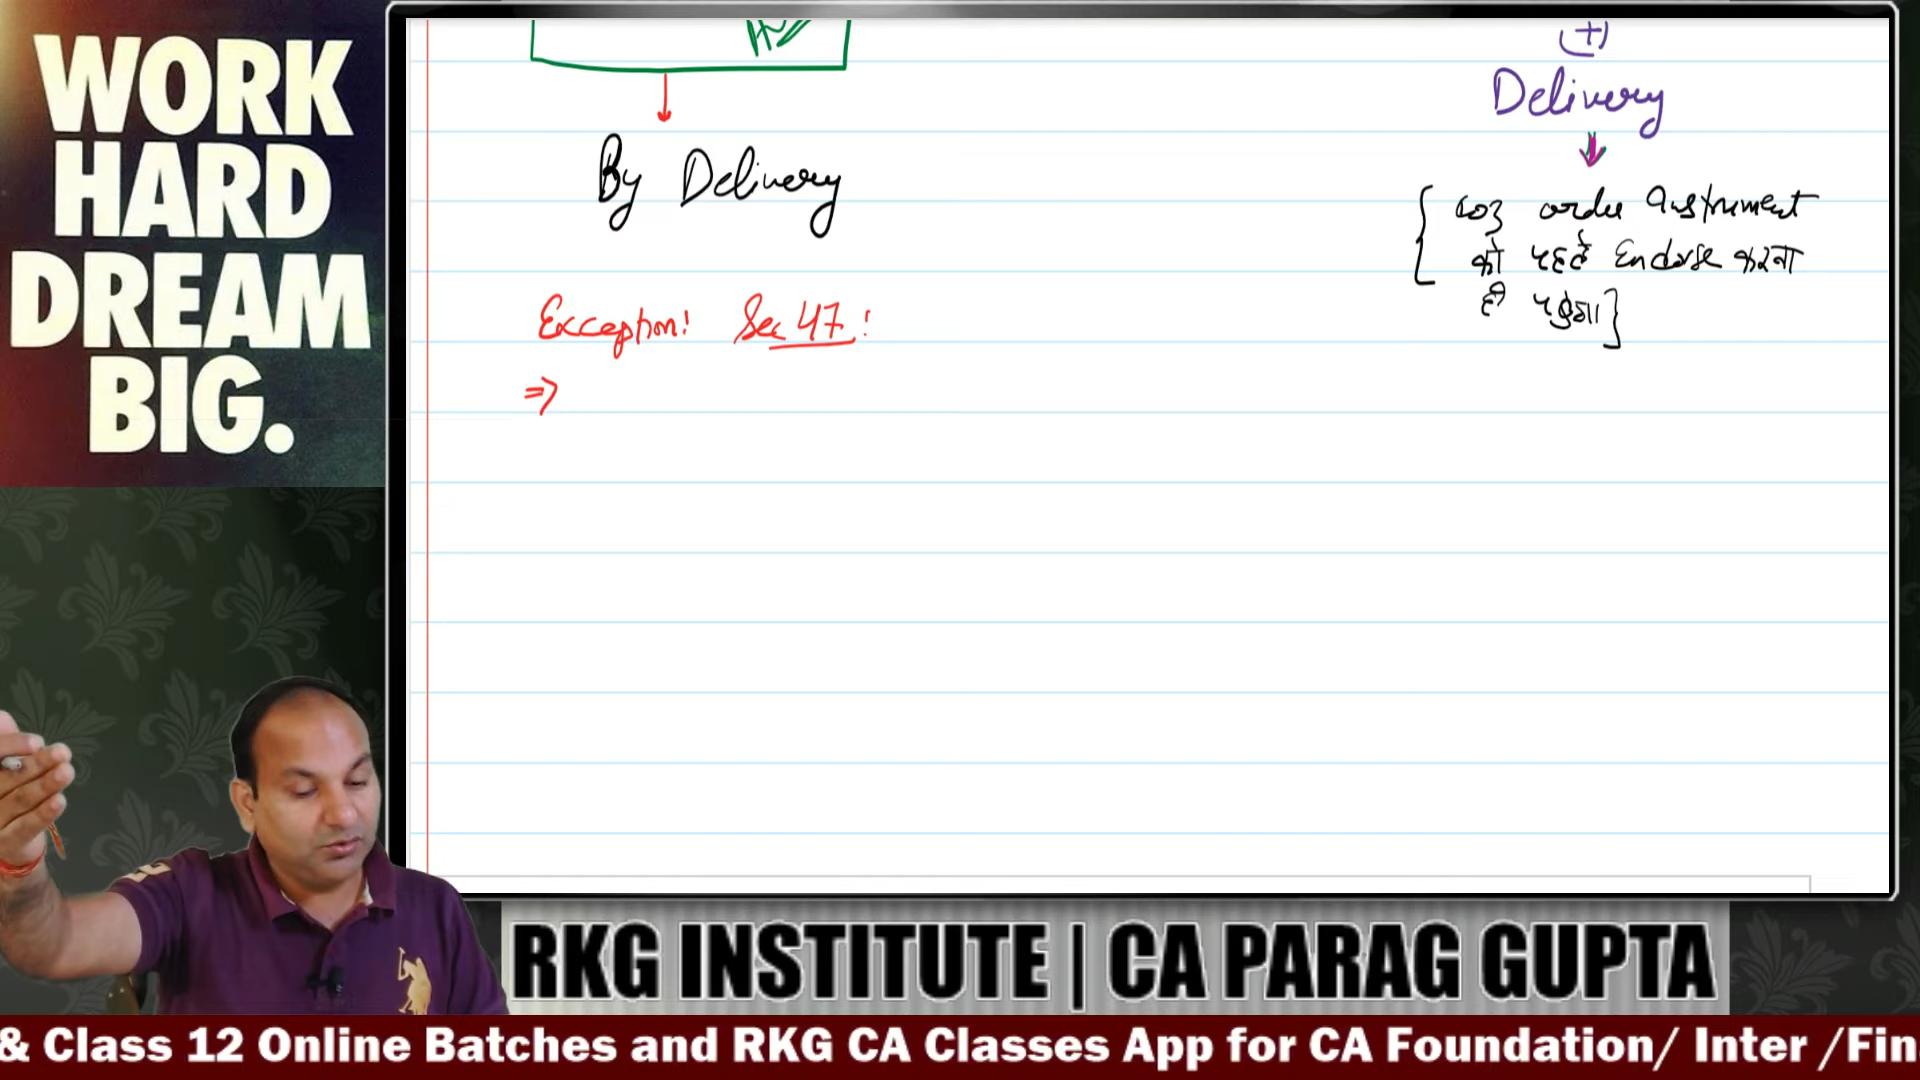 WORK
HARD
DREAM
BIG.
(+)
Delivery
By Delivery
{ coz order Instrument
को पहले Endorse करना
ही पड़ेगा]
Exception! Sec 47 :
=>
RKG INSTITUTE | CA PARAG GUPTA
& Class 12 Online Batches and RKG CA Classes App for CA Foundation/ Inter /Fin